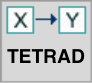 X → Y
TETRAD